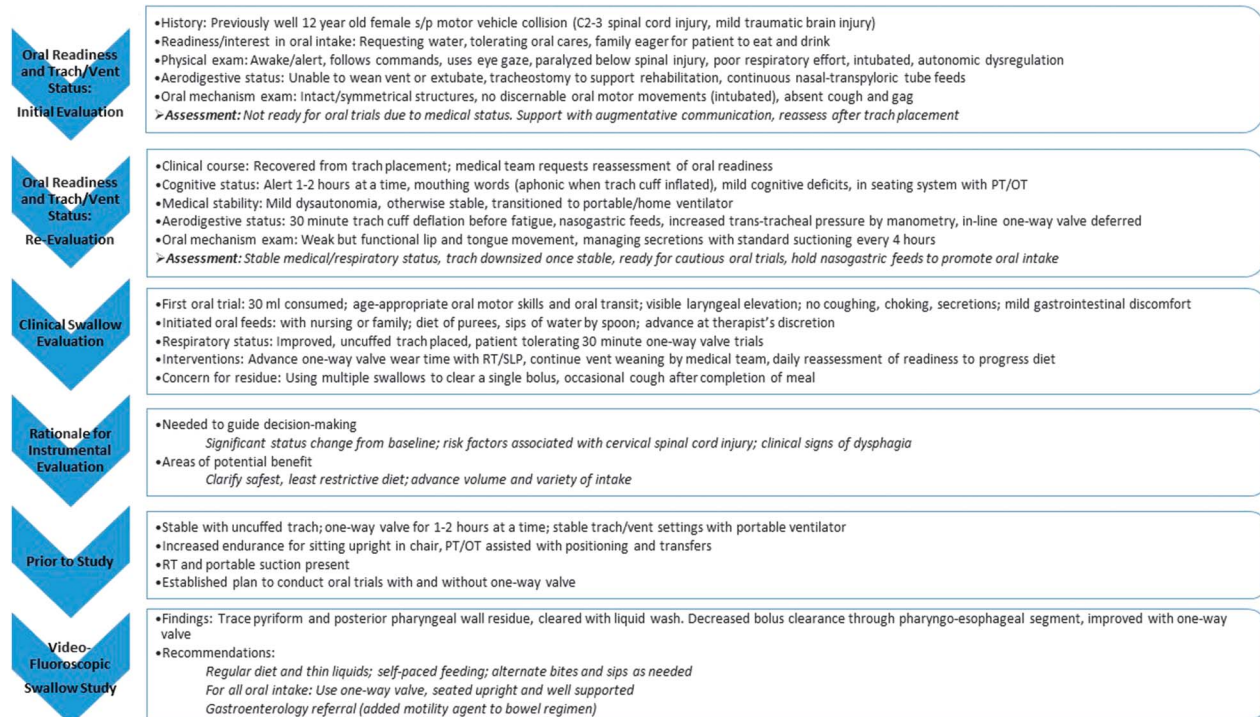 Oral Readiness
and Trach/Vent
Status:
Initial Evaluation
•History: Previously well 12 year old female s/p motor vehicle collision (C2-3 spinal cord injury, mild traumatic brain injury)
•Readiness/interest in oral intake: Requesting water, tolerating oral cares, family eager for patient to eat and drink
•Physical exam: Awake/alert, follows commands, uses eye gaze, paralyzed below spinal injury, poor respiratory effort, intubated, autonomic dysregulation
•Aerodigestive status: Unable to wean vent or extubate, tracheostomy to support rehabilitation, continuous nasal-transpyloric tube feeds
•Oral mechanism exam: Intact/symmetrical structures, no discernable oral motor movements (intubated), absent cough and gag
➢Assessment: Not ready for oral trials due to medical status. Support with augmentative communication, reassess after trach placement
Oral Readiness
and Trach/Vent
Status:
Re-Evaluation
•Clinical course: Recovered from trach placement; medical team requests reassessment of oral readiness
•Cognitive status: Alert 1-2 hours at a time, mouthing words (aphonic when trach cuff inflated), mild cognitive deficits, in seating system with PT/OT
•Medical stability: Mild dysautonomia, otherwise stable, transitioned to portable/home ventilator
•Aerodigestive status: 30 minute trach cuff deflation before fatigue, nasogastric feeds, increased trans-tracheal pressure by manometry, in-line one-way valve deferred
•Oral mechanism exam: Weak but functional lip and tongue movement, managing secretions with standard suctioning every 4 hours
➢Assessment: Stable medical/respiratory status, trach downsized once stable, ready for cautious oral trials, hold nasogastric feeds to promote oral intake
Clinical Swallow
Evaluation
•First oral trial: 30 ml consumed; age-appropriate oral motor skills and oral transit; visible laryngeal elevation; no coughing, choking, secretions; mild gastrointestinal discomfort
•Initiated oral feeds: with nursing or family; diet of purees, sips of water by spoon; advance at therapist's discretion
•Respiratory status: Improved, uncuffed trach placed, patient tolerating 30 minute one-way valve trials
•Interventions: Advance one-way valve wear time with RT/SLP, continue vent weaning by medical team, daily reassessment of readiness to progress diet
•Concern for residue: Using multiple swallows to clear a single bolus, occasional cough after completion of meal
Rationale for
Instrumental
Evaluation
•Needed to guide decision-making
Significant status change from baseline; risk factors associated with cervical spinal cord injury; clinical signs of dysphagia
•Areas of potential benefit
Clarify safest, least restrictive diet; advance volume and variety of intake
Prior to Study
•Stable with uncuffed trach; one-way valve for 1-2 hours at a time; stable trach/vent settings with portable ventilator
•Increased endurance for sitting upright in chair, PT/OT assisted with positioning and transfers
•RT and portable suction present
•Established plan to conduct oral trials with and without one-way valve
Video-
Fluoroscopic
Swallow Study
•Findings: Trace pyriform and posterior pharyngeal wall residue, cleared with liquid wash. Decreased bolus clearance through pharyngo-esophageal segment, improved with one-way
valve
•Recommendations:
Regular diet and thin liquids; self-paced feeding; alternate bites and sips as needed
For all oral intake: Use one-way valve, seated upright and well supported
Gastroenterology referral (added motility agent to bowel regimen)